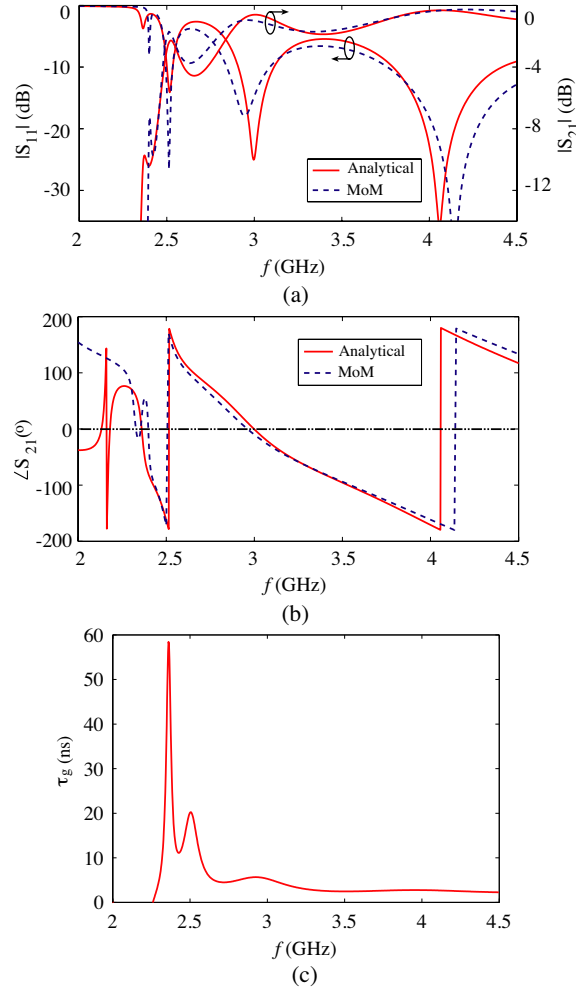 0
-10
-20
-30
|S11| (dB)
0
-4
-8
-12
|S21| (dB)
Analytical
MoM
2 2.5 3 3.5 4 4.5
f (GHz)
(a)
200
100
0
-100
-200
∠S21(º)
Analytical
MoM
2 2.5 3 3.5 4 4.5
f (GHz)
(b)
60
50
40
30
20
10
0
τg (ns)
2 2.5 3 3.5 4 4.5
f (GHz)
(c)